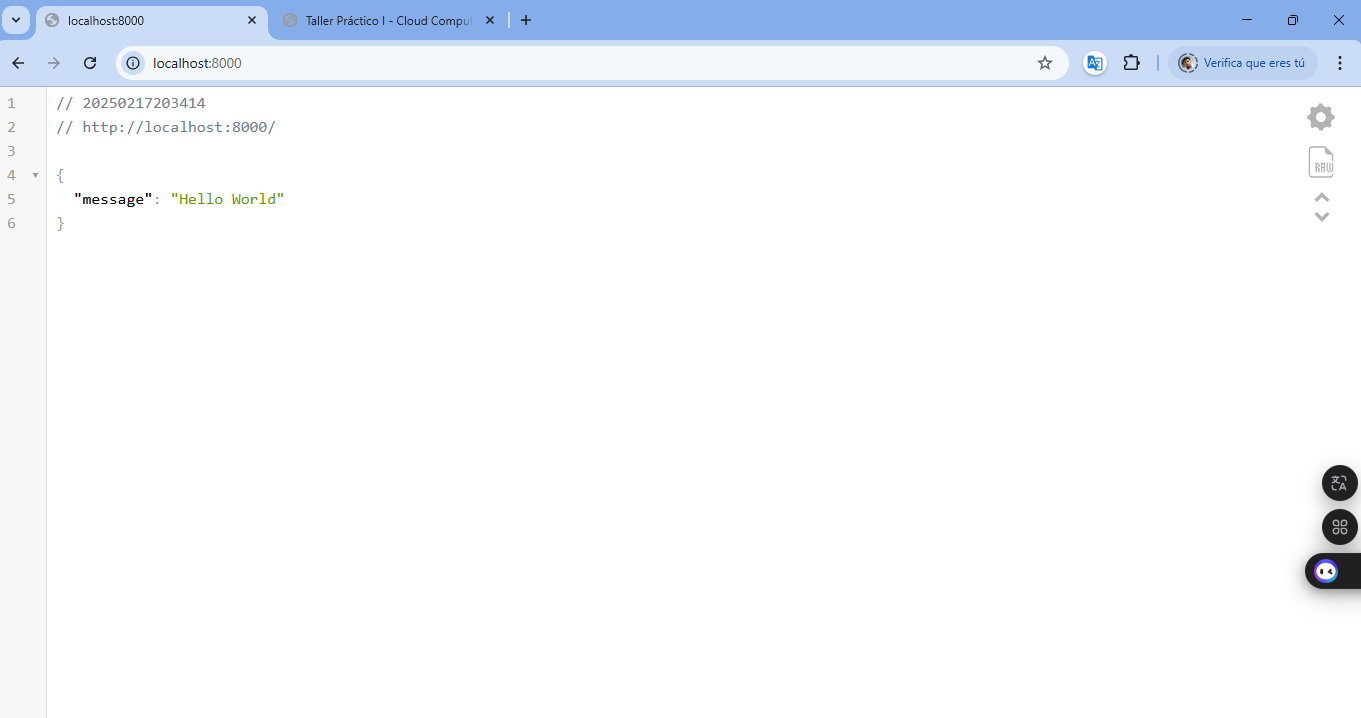 localhost:8000
Taller Práctico I - Cloud Comput
localhost:8000
Verifica que eres tú
1 // 20250217203414
2 // http://localhost:8000/
3
4 {
5 "message": "Hello World"
6 }
RAW